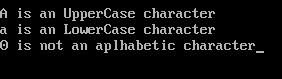 A is an UpperCase character
a is an LowerCase character
0 is not an aplhabetic character_